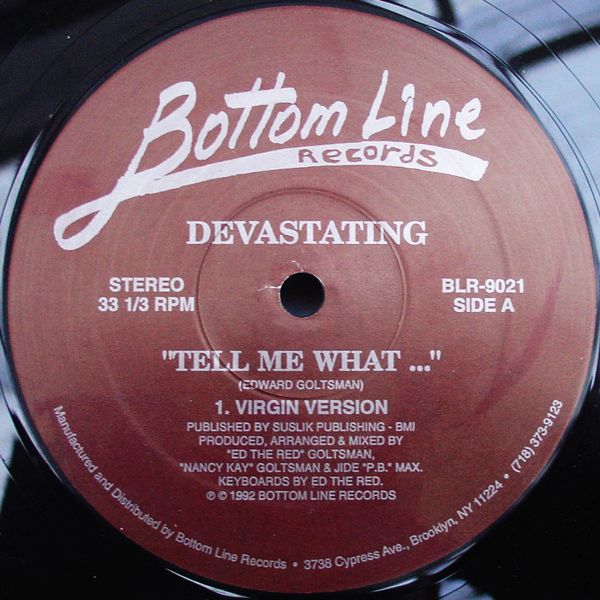 Bottom Line
Records
DEVASTATING
STEREO
33 1/3 RPM
BLR-9021
SIDE A
"TELL ME WHAT ..."
(EDWARD GOLTSMAN)
1. VIRGIN VERSION
PUBLISHED BY SUSLIK PUBLISHING - BMI
PRODUCED, ARRANGED & MIXED BY
"ED THE RED" GOLTSMAN,
"NANCY KAY" GOLTSMAN & JIDE "P.B." MAX.
KEYBOARDS BY ED THE RED.
℗ © 1992 BOTTOM LINE RECORDS
Manufactured and Distributed by Bottom Line Records • 3738 Cypress Ave., Brooklyn, NY 11224 • (718) 373-9123